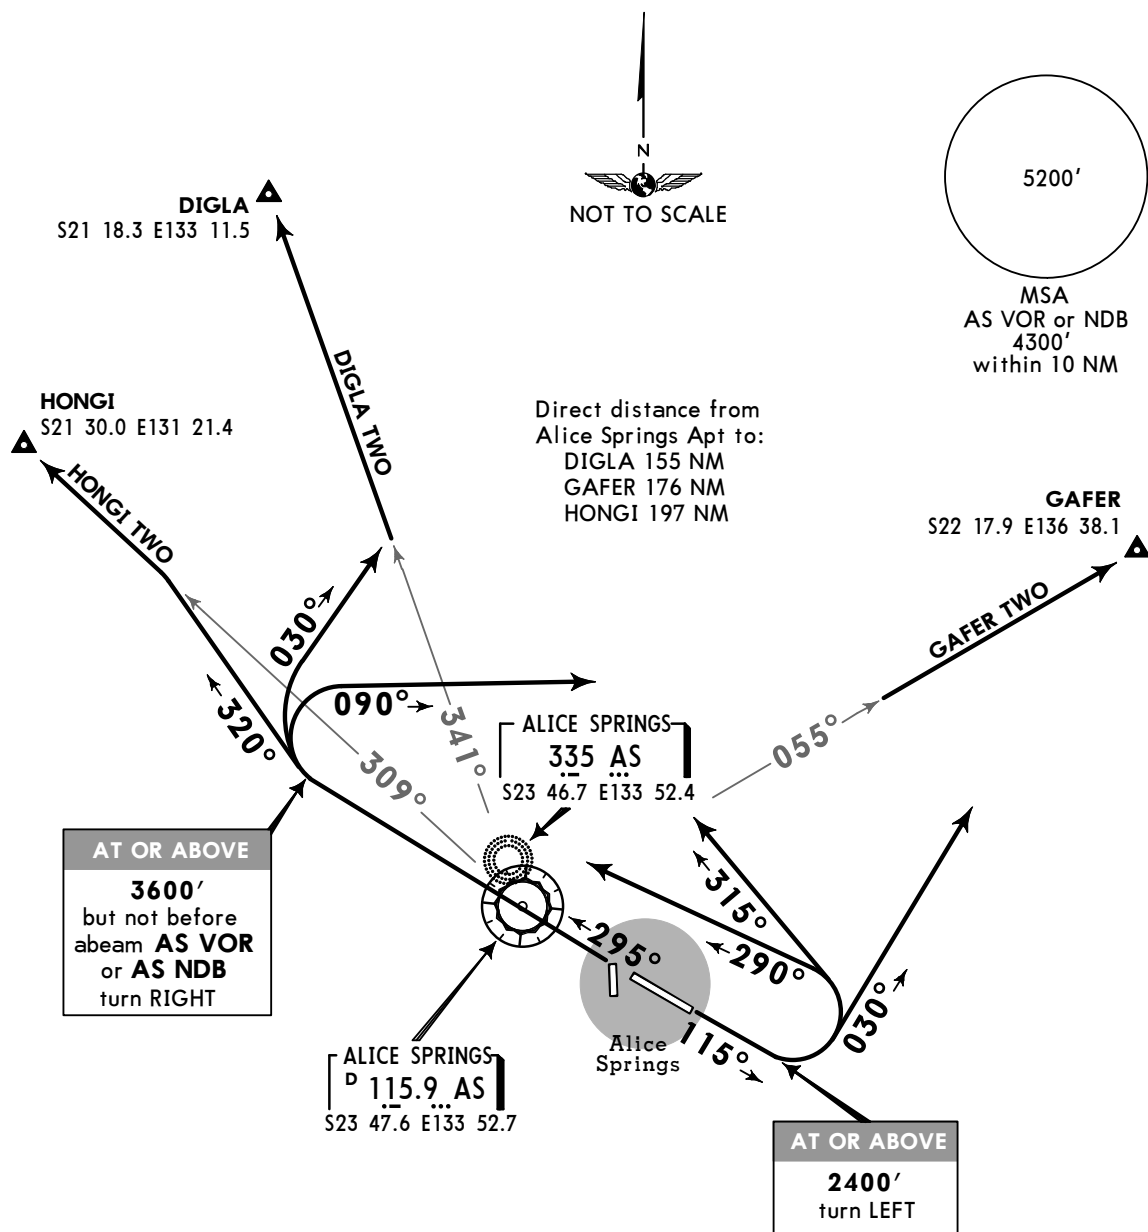 N
NOT TO SCALE
5200'
MSA
AS VOR or NDB
4300'
within 10 NM
DIGLA
S21 18.3 E133 11.5
DIGLA TWO
HONGI
S21 30.0 E131 21.4
HONGI TWO
Direct distance from
Alice Springs Apt to:
DIGLA 155 NM
GAFER 176 NM
HONGI 197 NM
GAFER
S22 17.9 E136 38.1
GAFER TWO
030°
090°
320°
341°
309°
055°
ALICE SPRINGS
335 AS
S23 46.7 E133 52.4
AT OR ABOVE
3600'
but not before
abeam AS VOR
or AS NDB
turn RIGHT
315°
290°
295°
030°
115°
Alice
Springs
ALICE SPRINGS
D 115.9 AS
S23 47.6 E133 52.7
AT OR ABOVE
2400'
turn LEFT